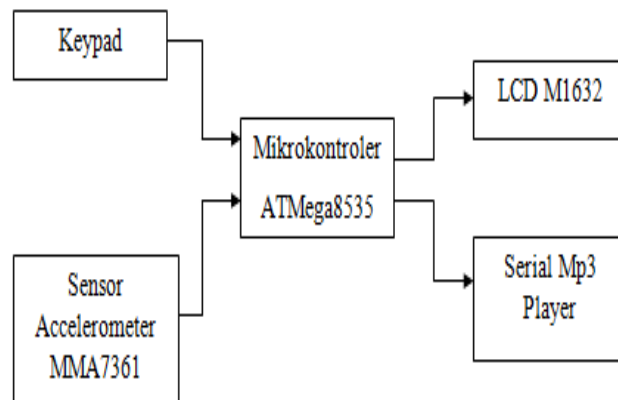 Keypad
LCD M1632
Mikrokontroler
ATMega8535
Sensor
Accelerometer
MMA7361
Serial Mp3
Player